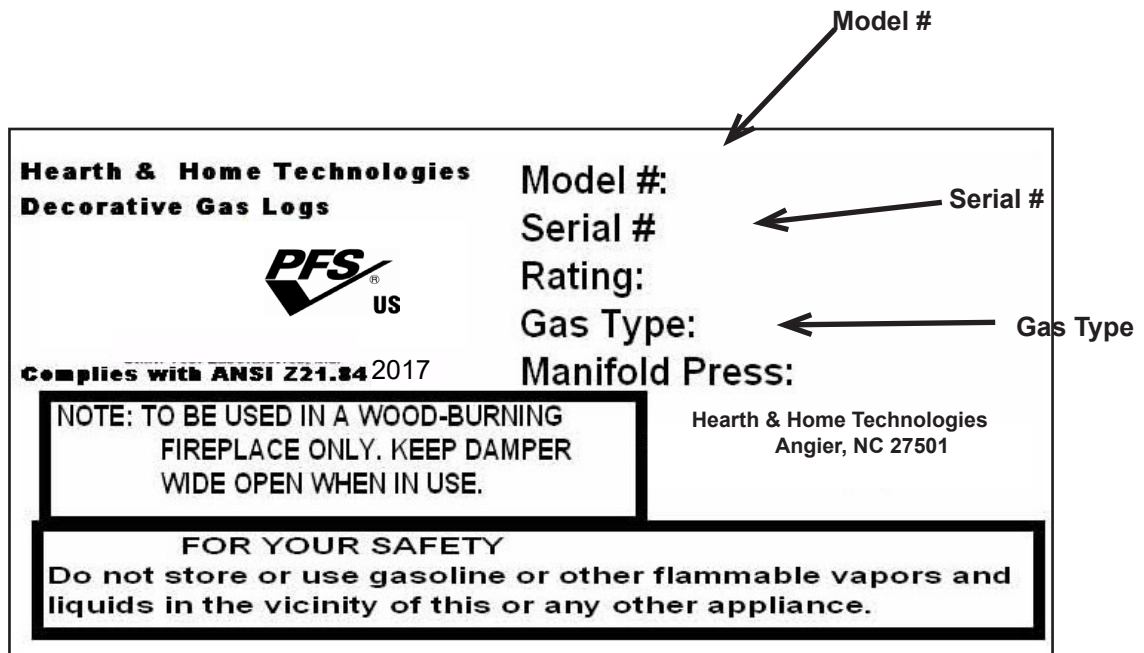 Model #
Hearth & Home Technologies
Decorative Gas Logs
PFS
®
US
Complies with ANSI Z21.84 2017
Model #:
Serial #
Rating:
Gas Type:
Manifold Press:
Serial #
Gas Type
Hearth & Home Technologies
Angier, NC 27501
NOTE: TO BE USED IN A WOOD-BURNING
FIREPLACE ONLY. KEEP DAMPER
WIDE OPEN WHEN IN USE.
FOR YOUR SAFETY
Do not store or use gasoline or other flammable vapors and
liquids in the vicinity of this or any other appliance.